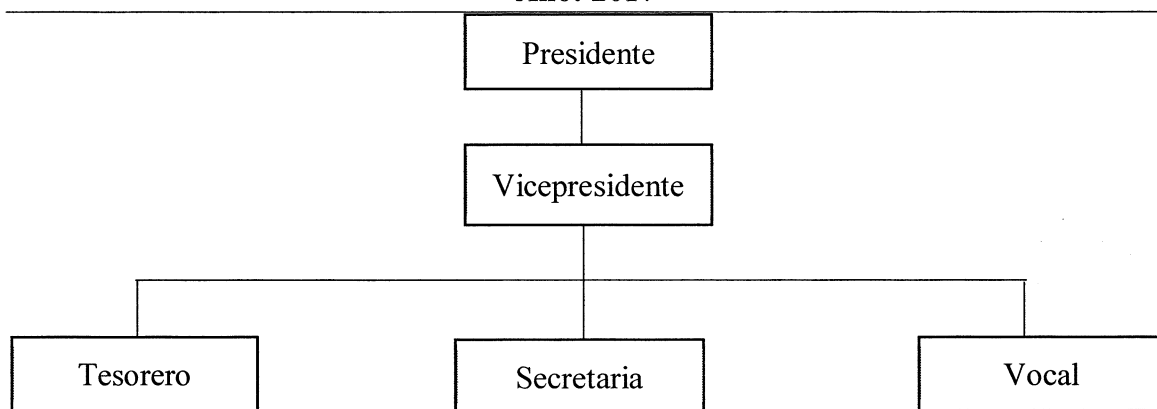 Presidente
Vicepresidente
Tesorero
Secretaria
Vocal